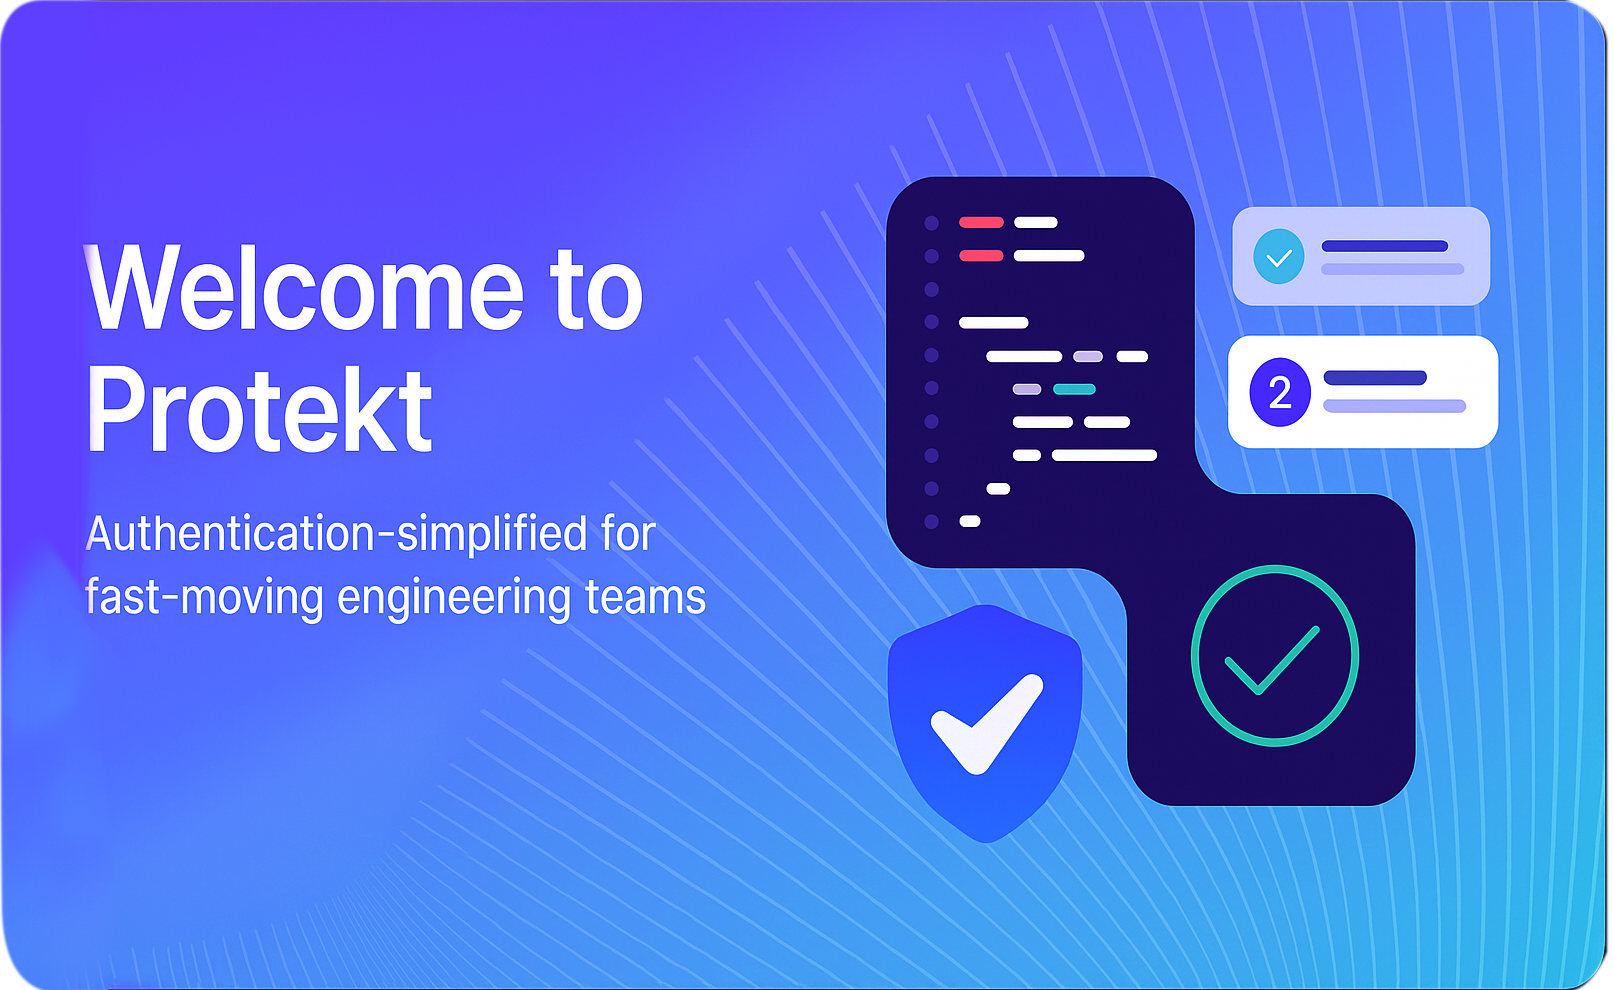 Welcome to
Protekt
Authentication-simplified for
fast-moving engineering teams
2